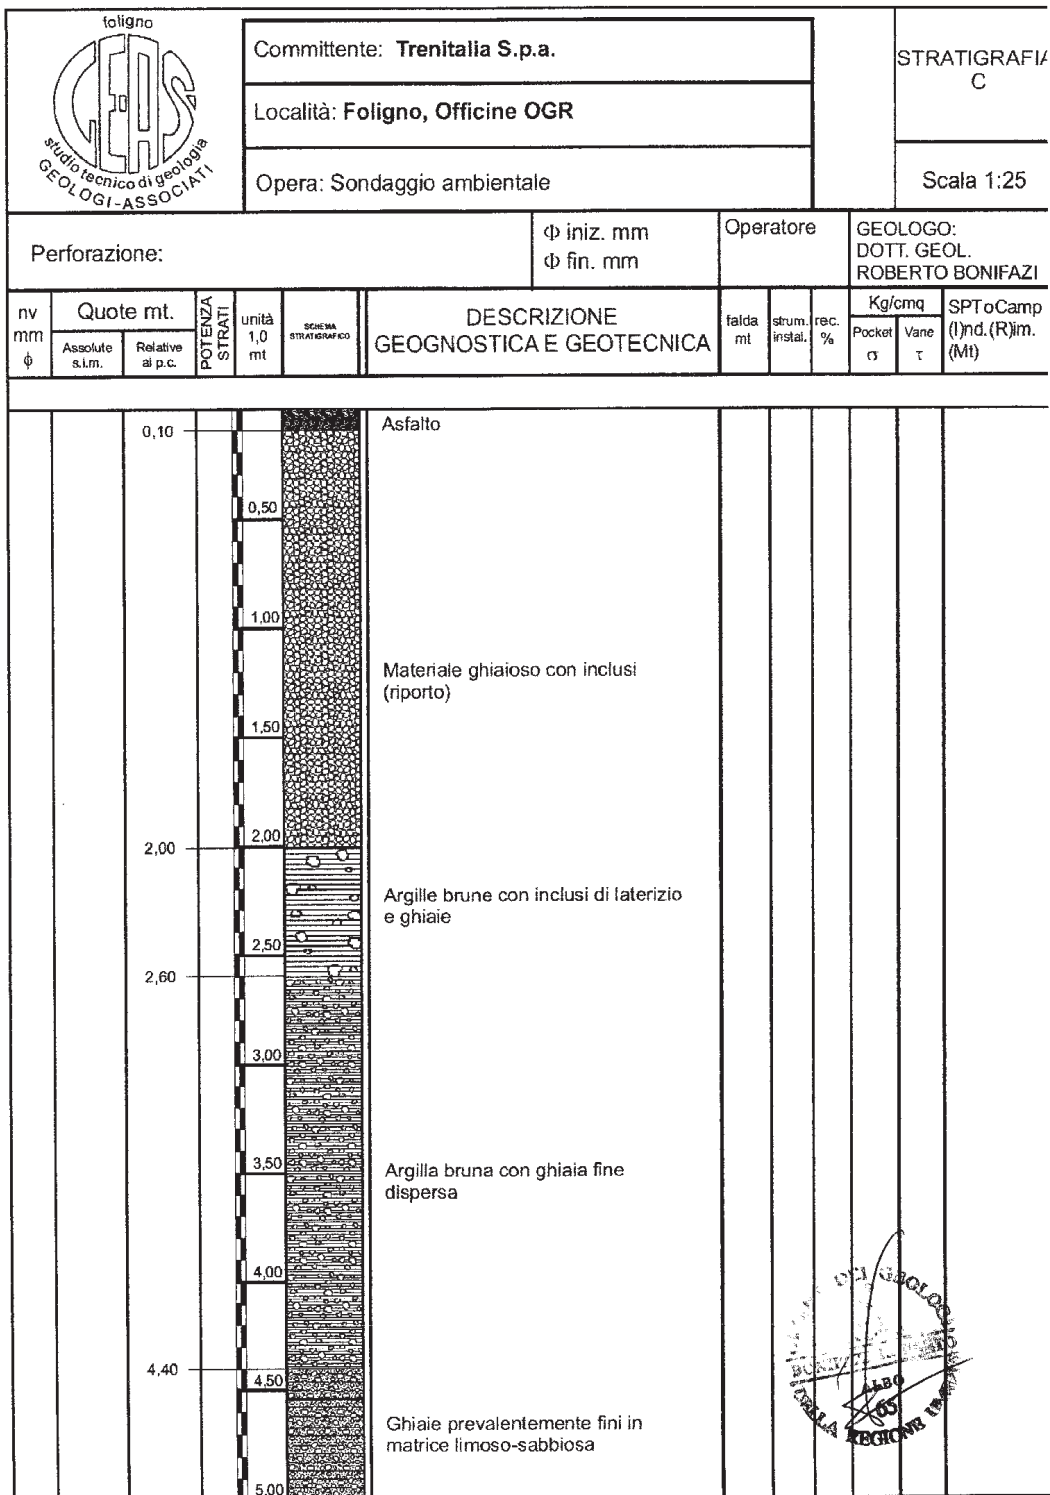 foligno
CEAS
studio tecnico di geologia
GEOLOGI-ASSOCIATI
Committente: Trenitalia S.p.a.
Località: Foligno, Officine OGR
Opera: Sondaggio ambientale
STRATIGRAFIA
C
Scala 1:25
Perforazione:
Φ iniz. mm
Φ fin. mm
Operatore
GEOLOGO:
DOTT. GEOL.
ROBERTO BONIFAZI
nv
mm
ϕ
Quote mt.
Assolute
s.l.m.
Relative
al p.c.
POTENZA
STRATI
unità
1,0
mt
SCHEMA
STRATIGRAFICO
DESCRIZIONE
GEOGNOSTICA E GEOTECNICA
falda
mt
strum.
instal.
rec.
%
Kg/cmq
Pocket
σ
Vane
τ
SPToCamp
(I)nd.(R)im.
(Mt)
Asfalto
0,10
0,50
1,00
Materiale ghiaioso con inclusi
(riporto)
1,50
2,00
2,00
Argille brune con inclusi di laterizio
e ghiaie
2,50
2,60
3,00
3,50
Argilla bruna con ghiaia fine
dispersa
4,00
4,40
4,50
Ghiaie prevalentemente fini in
matrice limoso-sabbiosa
5,00
DEI GEOLOGI
ALBO
65
DELLA REGIONE